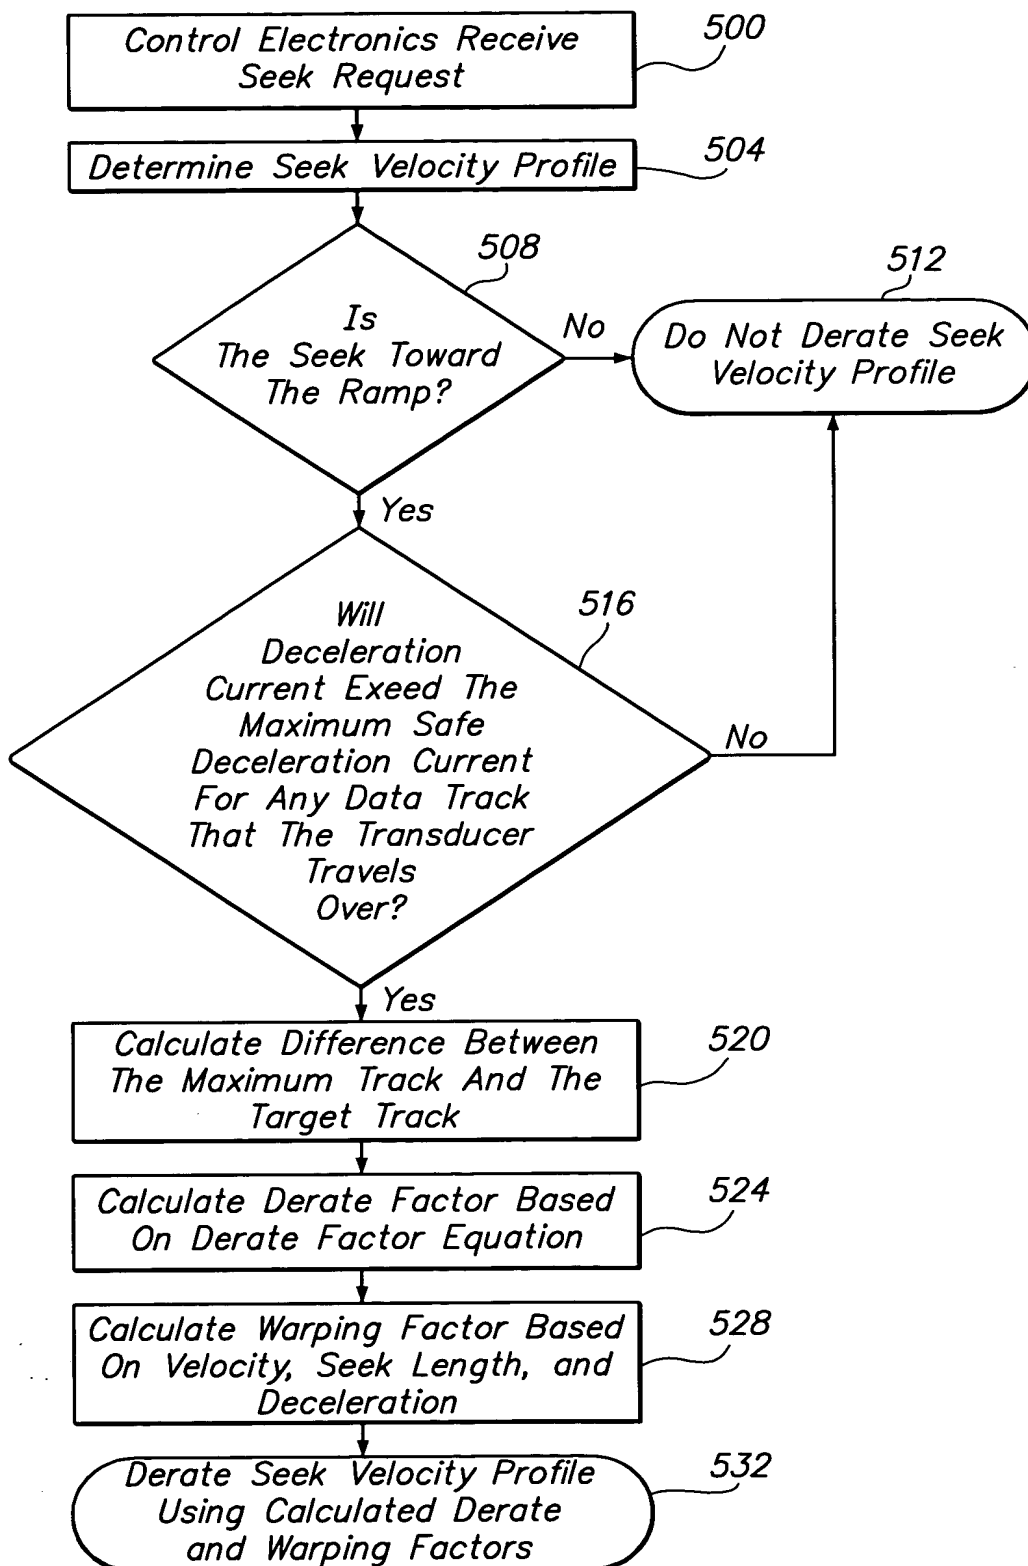 Control Electronics Receive
Seek Request
500
Determine Seek Velocity Profile
504
508
Is
The Seek Toward
The Ramp?
No
512
Do Not Derate Seek
Velocity Profile
Yes
516
Will
Deceleration
Current Exeed The
Maximum Safe
Deceleration Current
For Any Data Track
That The Transducer
Travels
Over?
No
Yes
Calculate Difference Between
The Maximum Track And The
Target Track
520
Calculate Derate Factor Based
On Derate Factor Equation
524
Calculate Warping Factor Based
On Velocity, Seek Length, and
Deceleration
528
Derate Seek Velocity Profile
Using Calculated Derate
and Warping Factors
532